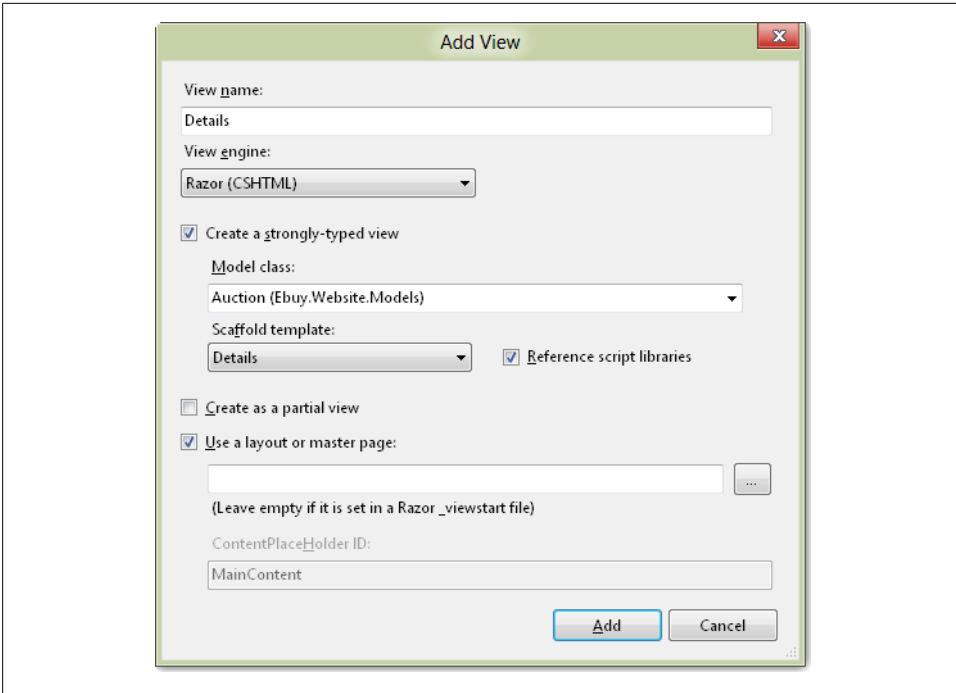 Add View
x
View name:
Details
View engine:
Razor (CSHTML)
Create a strongly-typed view
Model class:
Auction (Ebuy.Website.Models)
Scaffold template:
Details
Reference script libraries
Create as a partial view
Use a layout or master page:
...
(Leave empty if it is set in a Razor _viewstart file)
ContentPlaceHolder ID:
MainContent
Add
Cancel